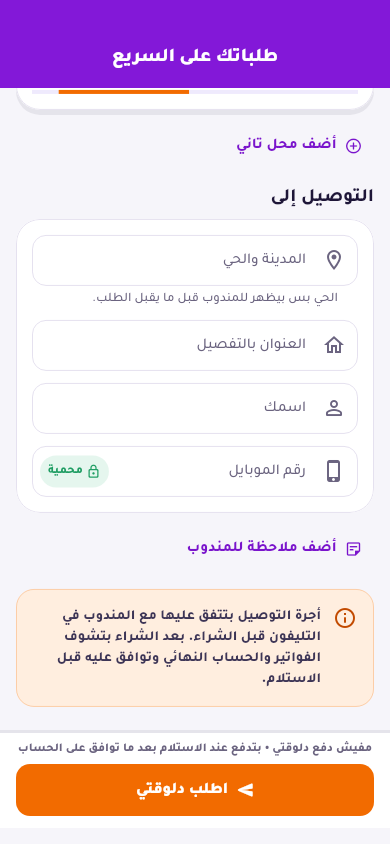 طلباتك على السريع
أضف محل تاني
التوصيل إلى
المدينة والحي
الحي بس بيظهر للمندوب قبل ما يقبل الطلب.
العنوان بالتفصيل
اسمك
رقم الموبايل
محمية
أضف ملاحظة للمندوب
أجرة التوصيل بتتفق عليها مع المندوب في
التليفون قبل الشراء. بعد الشراء بتشوف
الفواتير والحساب النهائي وتوافق عليه قبل
الاستلام.
مفيش دفع دلوقتي • بتدفع عند الاستلام بعد ما توافق على الحساب
اطلب دلوقتي